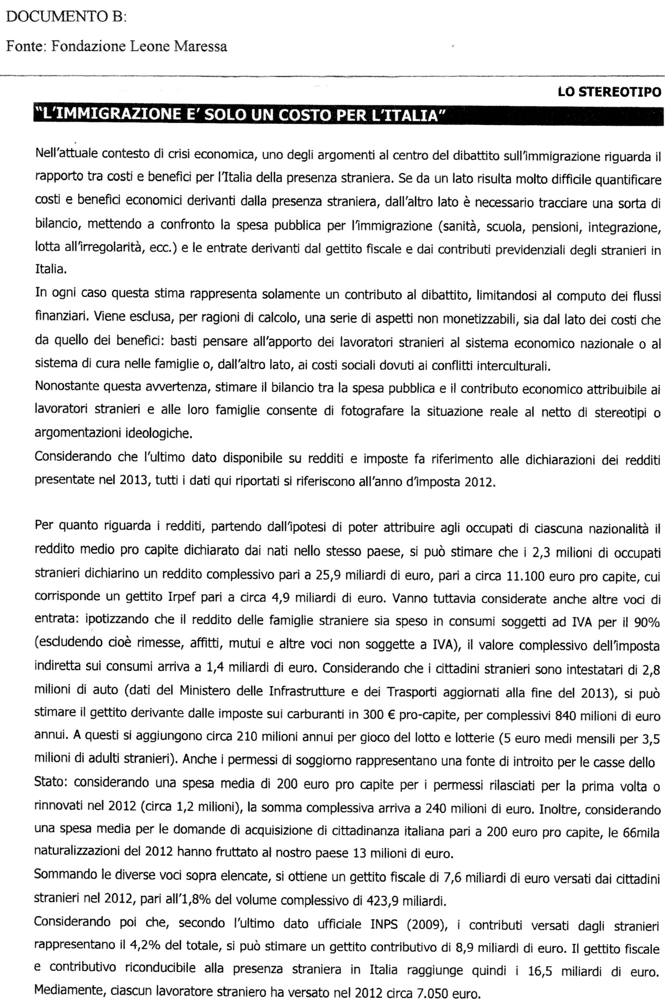 DOCUMENTO B:
Fonte: Fondazione Leone Maressa
LO STEREOTIPO
"L'IMMIGRAZIONE E' SOLO UN COSTO PER L'ITALIA"
Nell'attuale contesto di crisi economica, uno degli argomenti al centro del dibattito sull'immigrazione riguarda il
rapporto tra costi e benefici per l'Italia della presenza straniera. Se da un lato risulta molto difficile quantificare
costi e benefici economici derivanti dalla presenza straniera, dall'altro lato è necessario tracciare una sorta di
bilancio, mettendo a confronto la spesa pubblica per l'immigrazione (sanità, scuola, pensioni, integrazione,
lotta all'irregolarità, ecc.) e le entrate derivanti dal gettito fiscale e dai contributi previdenziali degli stranieri in
Italia.
In ogni caso questa stima rappresenta solamente un contributo al dibattito, limitandosi al computo dei flussi
finanziari. Viene esclusa, per ragioni di calcolo, una serie di aspetti non monetizzabili, sia dal lato dei costi che
da quello dei benefici: basti pensare all'apporto dei lavoratori stranieri al sistema economico nazionale o al
sistema di cura nelle famiglie o, dall'altro lato, ai costi sociali dovuti ai conflitti interculturali.
Nonostante questa avvertenza, stimare il bilancio tra la spesa pubblica e il contributo economico attribuibile ai
lavoratori stranieri e alle loro famiglie consente di fotografare la situazione reale al netto di stereotipi o
argomentazioni ideologiche.
Considerando che l'ultimo dato disponibile su redditi e imposte fa riferimento alle dichiarazioni dei redditi
presentate nel 2013, tutti i dati qui riportati si riferiscono all'anno d'imposta 2012.
Per quanto riguarda i redditi, partendo dall'ipotesi di poter attribuire agli occupati di ciascuna nazionalità il
reddito medio pro capite dichiarato dai nati nello stesso paese, si può stimare che i 2,3 milioni di occupati
stranieri dichiarino un reddito complessivo pari a 25,9 miliardi di euro, pari a circa 11.100 euro pro capite, cui
corrisponde un gettito Irpef pari a circa 4,9 miliardi di euro. Vanno tuttavia considerate anche altre voci di
entrata: ipotizzando che il reddito delle famiglie straniere sia speso in consumi soggetti ad IVA per il 90%
(escludendo cioè rimesse, affitti, mutui e altre voci non soggette a IVA), il valore complessivo dell'imposta
indiretta sui consumi arriva a 1,4 miliardi di euro. Considerando che i cittadini stranieri sono intestatari di 2,8
milioni di auto (dati del Ministero delle Infrastrutture e dei Trasporti aggiornati alla fine del 2013), si può
stimare il gettito derivante dalle imposte sui carburanti in 300 € pro-capite, per complessivi 840 milioni di euro
annui. A questi si aggiungono circa 210 milioni annui per gioco del lotto e lotterie (5 euro medi mensili per 3,5
milioni di adulti stranieri). Anche i permessi di soggiorno rappresentano una fonte di introito per le casse dello
Stato: considerando una spesa media di 200 euro pro capite per i permessi rilasciati per la prima volta o
rinnovati nel 2012 (circa 1,2 milioni), la somma complessiva arriva a 240 milioni di euro. Inoltre, considerando
una spesa media per le domande di acquisizione di cittadinanza italiana pari a 200 euro pro capite, le 66mila
naturalizzazioni del 2012 hanno fruttato al nostro paese 13 milioni di euro.
Sommando le diverse voci sopra elencate, si ottiene un gettito fiscale di 7,6 miliardi di euro versati dai cittadini
stranieri nel 2012, pari all'1,8% del volume complessivo di 423,9 miliardi.
Considerando poi che, secondo l'ultimo dato ufficiale INPS (2009), i contributi versati dagli stranieri
rappresentano il 4,2% del totale, si può stimare un gettito contributivo di 8,9 miliardi di euro. Il gettito fiscale
e contributivo riconducibile alla presenza straniera in Italia raggiunge quindi i 16,5 miliardi di euro.
Mediamente, ciascun lavoratore straniero ha versato nel 2012 circa 7.050 euro.